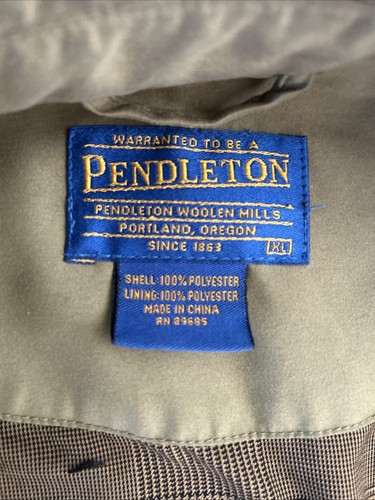 WARRANTED TO BE A
PENDLETON
PENDLETON WOOLEN MILLS
PORTLAND, OREGON
SINCE 1863 XL
SHELL: 100% POLYESTER
LINING: 100% POLYESTER
MADE IN CHINA
RN 29685